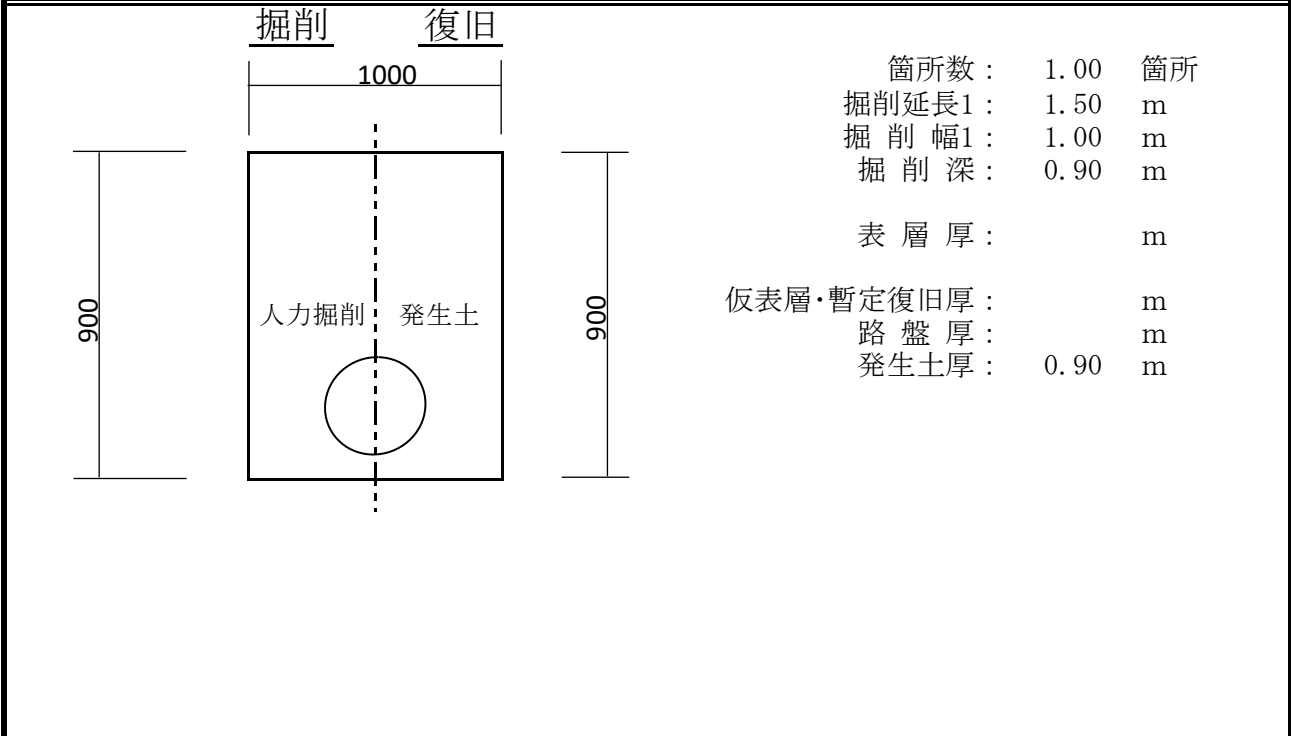 掘削 復旧
1000
900
人力掘削 発生土
900
箇所数： 1.00 箇所
掘削延長1： 1.50 m
掘 削 幅1： 1.00 m
掘 削 深： 0.90 m
表 層 厚： m
仮表層・暫定復旧厚： m
路 盤 厚： m
発生土厚： 0.90 m